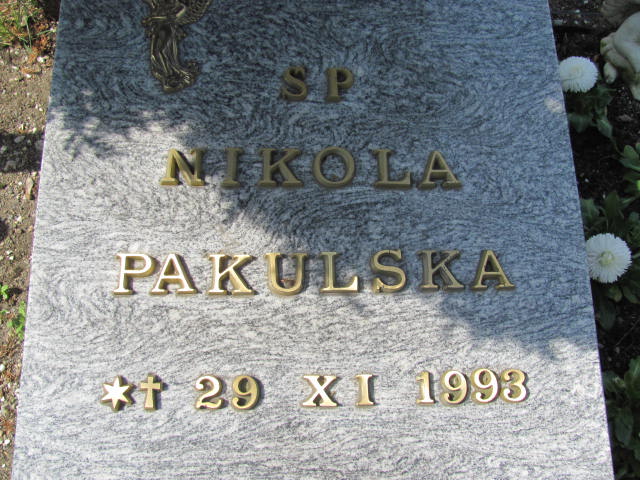 SP
NIKOLA
PAKULSKA
✶✝ 29 XI 1993